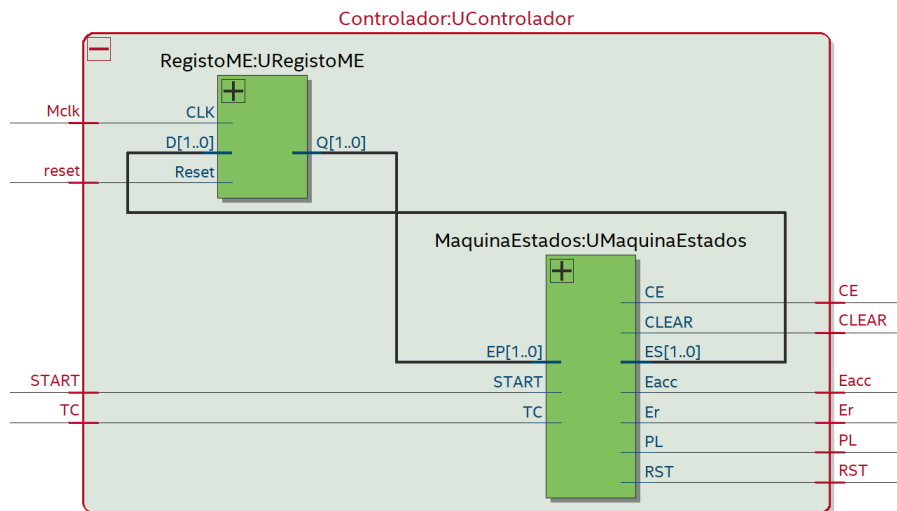 Controlador:UControlador
RegistoME:URegistoME
Mclk
CLK
D[1..0]
Q[1..0]
reset
Reset
MaquinaEstados:UMaquinaEstados
CE
CE
CLEAR
CLEAR
EP[1..0]
ES[1..0]
START
START
Eacc
Eacc
TC
TC
Er
Er
PL
PL
RST
RST